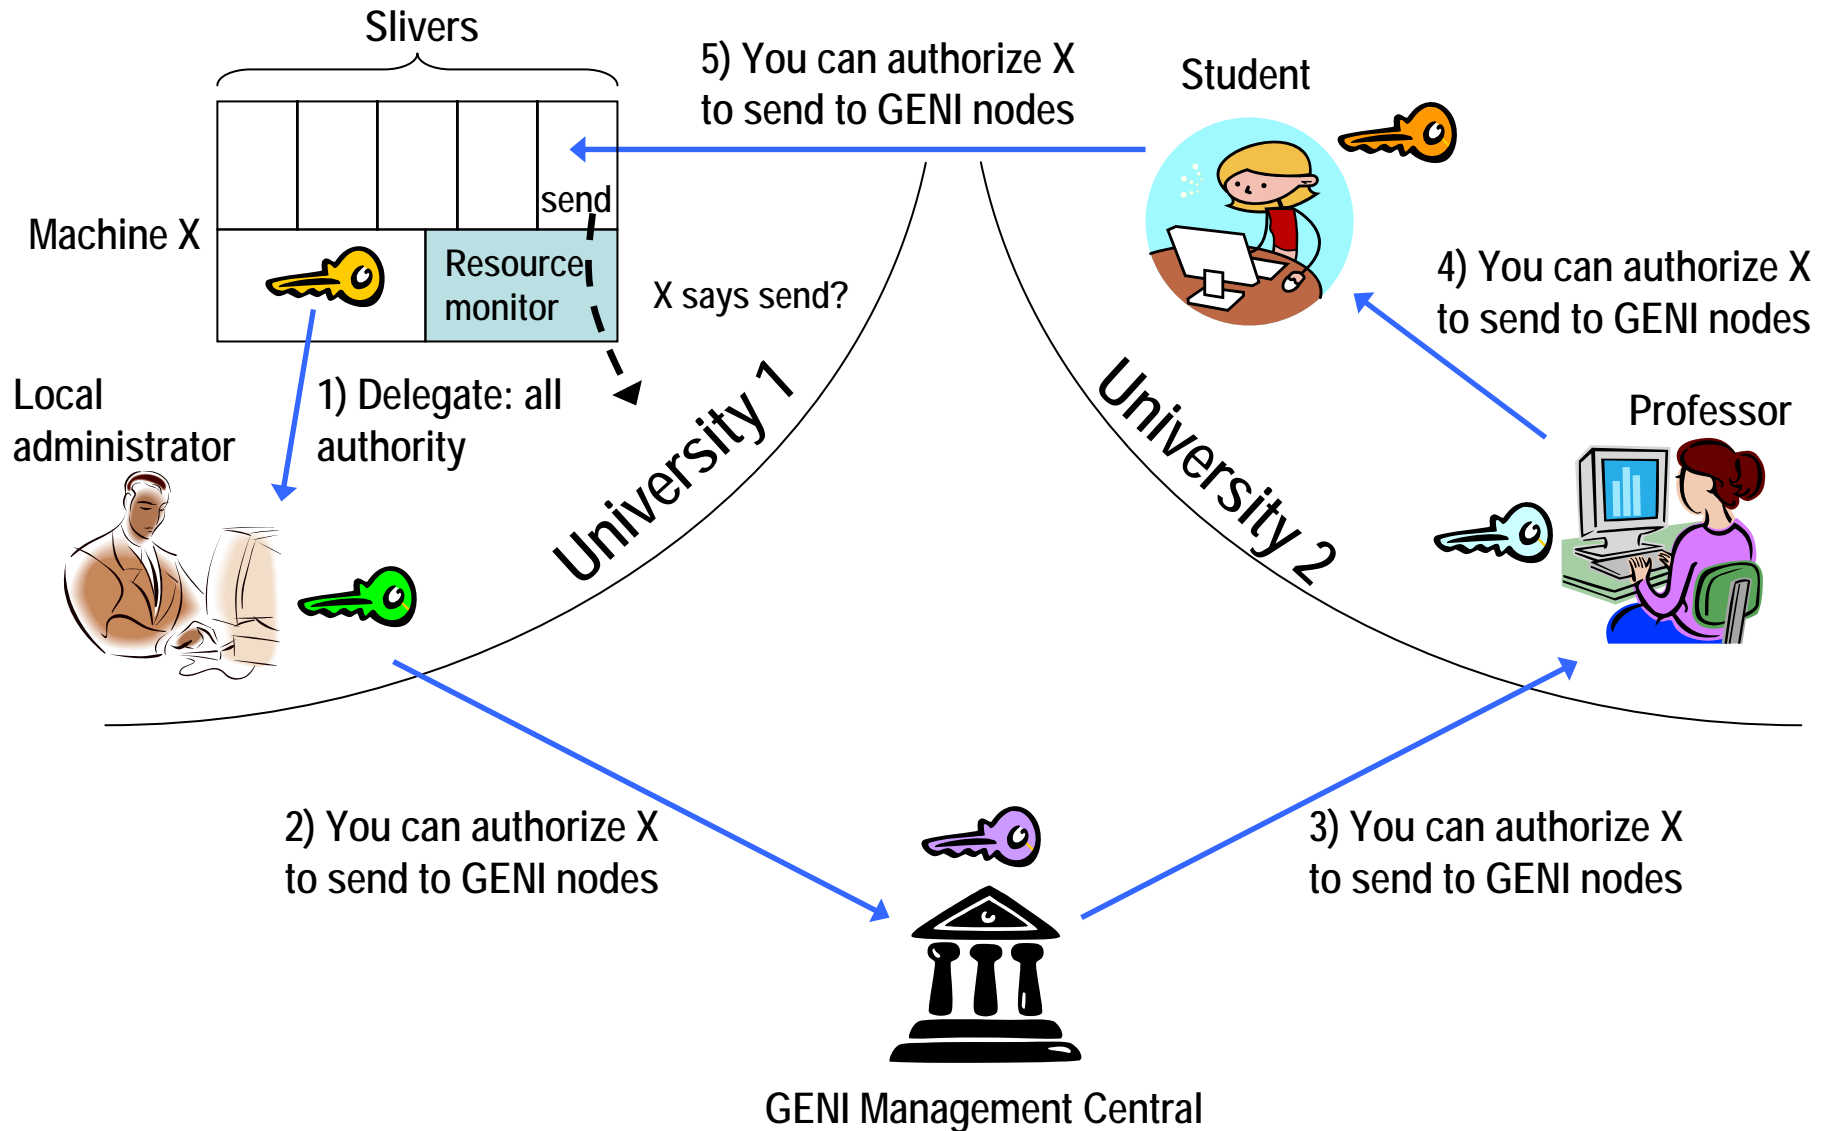 Slivers
5) You can authorize X
to send to GENI nodes
Student
send
Machine X
Resource
monitor
X says send?
4) You can authorize X
to send to GENI nodes
Local
administrator
1) Delegate: all
authority
University 1
University 2
Professor
2) You can authorize X
to send to GENI nodes
3) You can authorize X
to send to GENI nodes
GENI Management Central